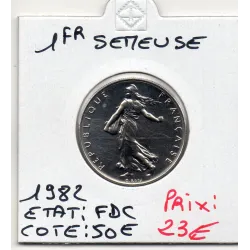 1FR SEMEUSE
REPUBLIQUE FRANÇAISE
1982
ETAT: FDC
COTE: 50E
Prix:
23€